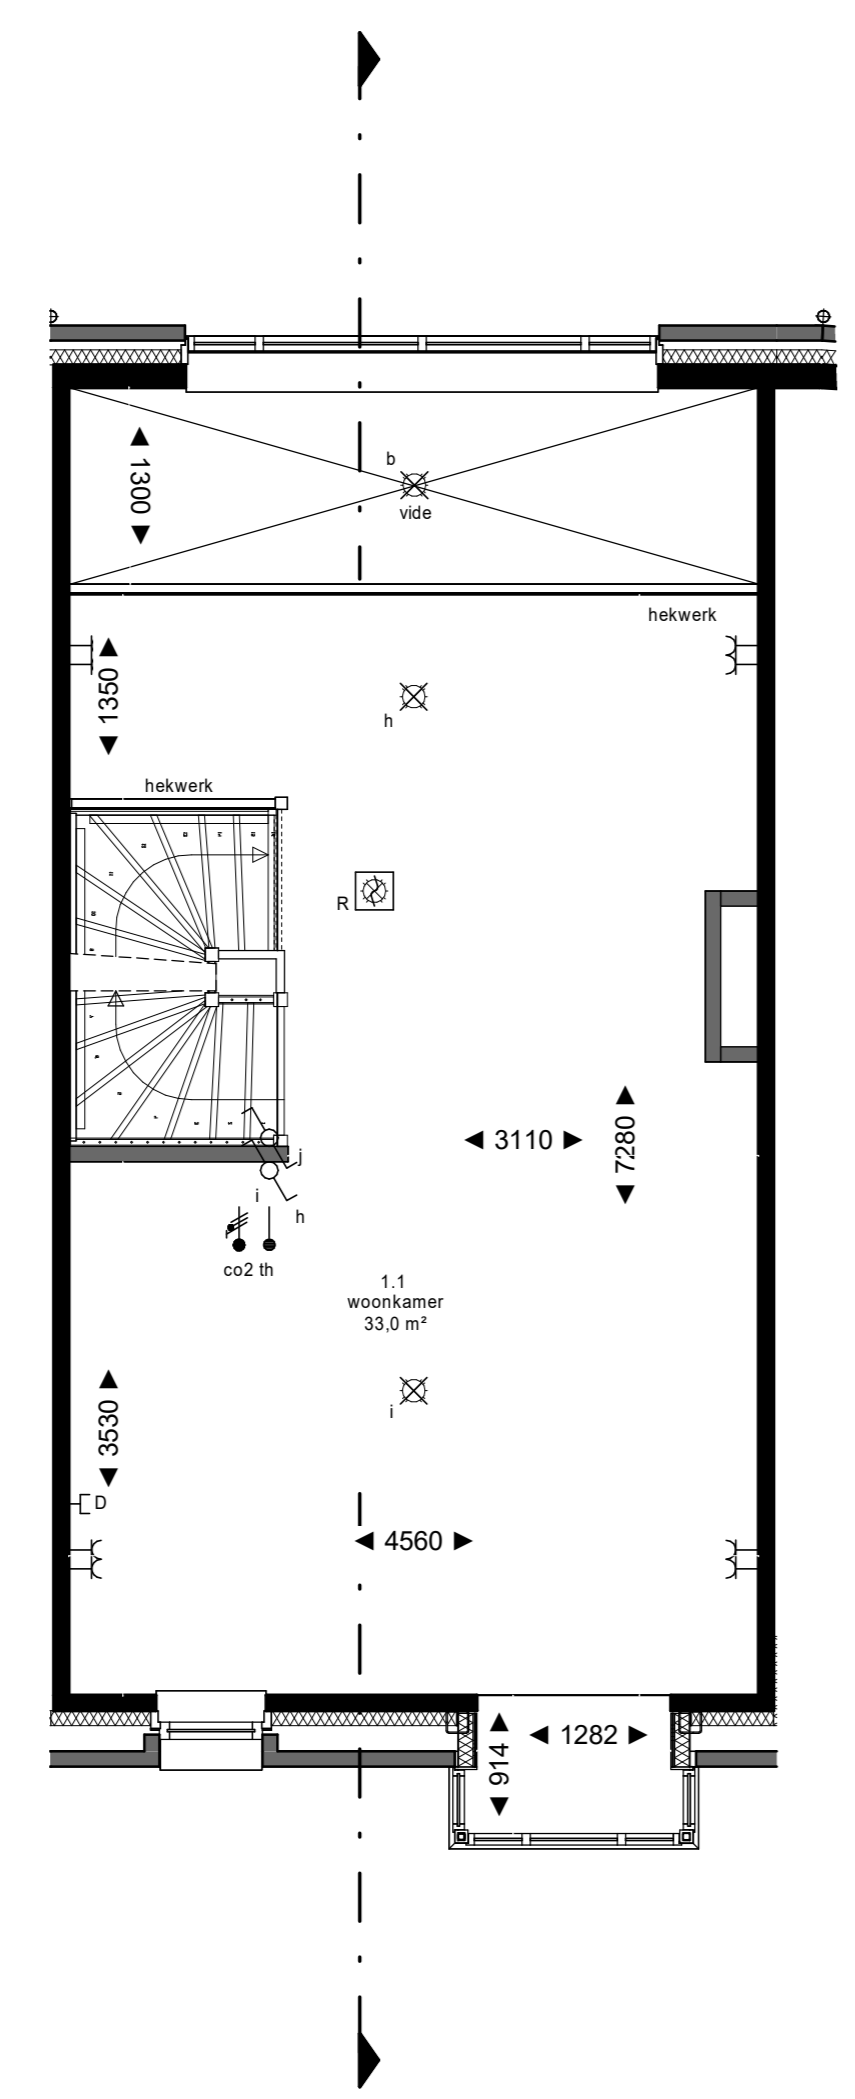 b
1300
vide
hekwerk
1350
h
hekwerk
R
3110
7280
j
i
h
co2 th
1.1
woonkamer
33,0 m²
i
3530
D
4560
1282
914